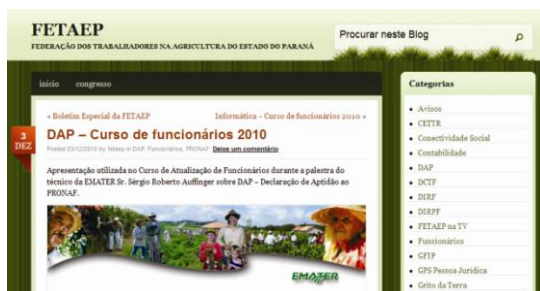 FETAEP
FEDERAÇÃO DOS TRABALHADORES NA AGRICULTURA DO ESTADO DO PARANÁ
Procurar neste Blog
início congresso
« Boletim Especial da FETAEP
Informática – Curso de funcionários 2010 »
3
DEZ
DAP – Curso de funcionários 2010
Posted 03/12/2010 by fetaep in DAP, Funcionários, PRONAF. Deixe um comentário
Apresentação utilizada no Curso de Atualização de Funcionários durante a palestra do
técnico da EMATER Sr. Sérgio Roberto Auffinger sobre DAP – Declaração de Aptidão ao
PRONAF.
EMATER
Categorias
Avisos
CETTR
Conectividade Social
Contabilidade
DAP
DCTF
DIRF
DIRPF
FETAEP na TV
Funcionários
GFIP
GPS Pessoa Jurídica
Grito da Terra